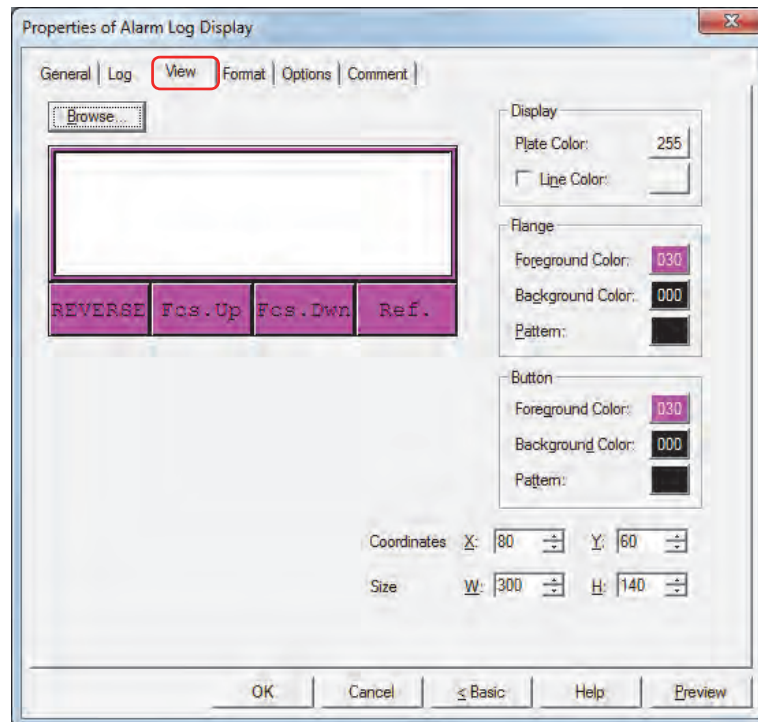 Properties of Alarm Log Display
General Log View Format Options Comment
Browse...
REVERSE Fcs.Up Fcs.Dwn Ref.
Display
Plate Color: 255
Line Color:
Flange
Foreground Color: 030
Background Color: 000
Pattern:
Button
Foreground Color: 030
Background Color: 000
Pattern:
Coordinates X: 80 Y: 60
Size W: 300 H: 140
OK Cancel < Basic Help Preview